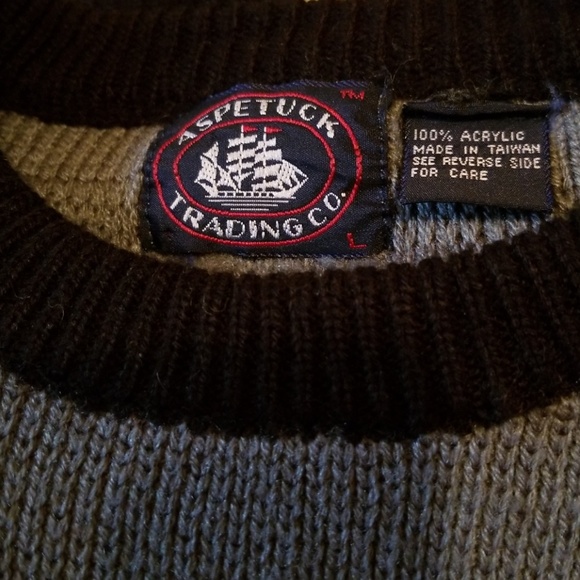 ASPETUCK
TRADING CO.
TM
L
100% ACRYLIC
MADE IN TAIWAN
SEE REVERSE SIDE
FOR CARE